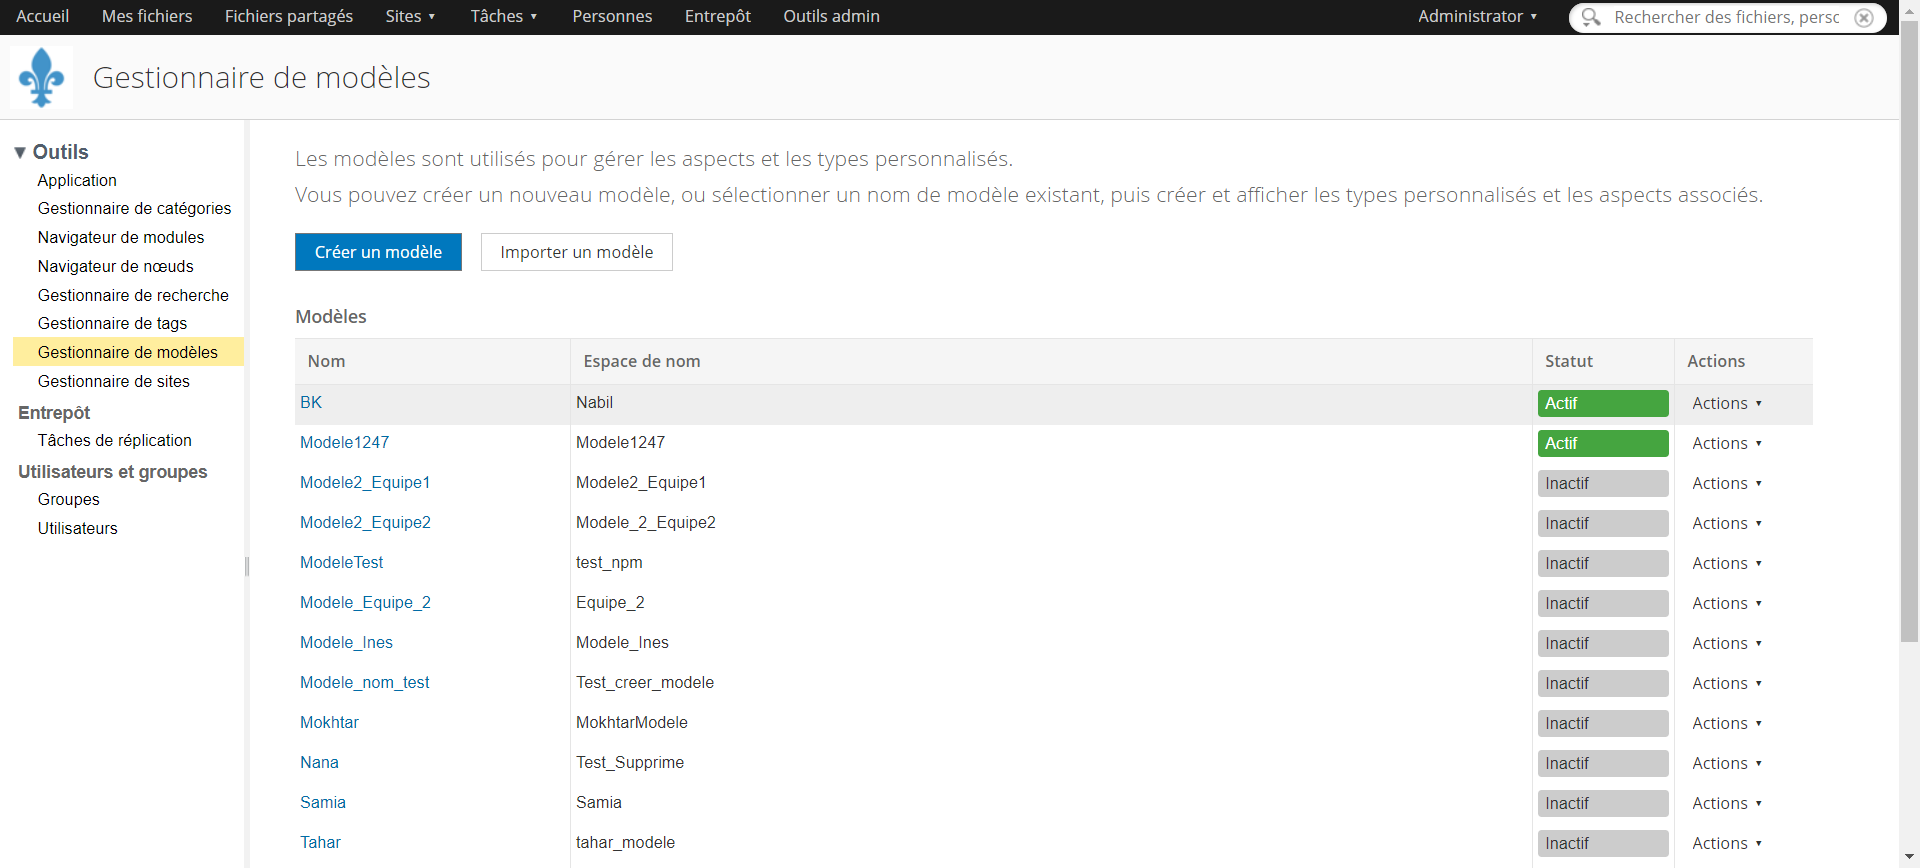 Accueil Mes fichiers Fichiers partagés Sites Tâches Personnes Entrepôt Outils admin Administrator Rechercher des fichiers, persc
Gestionnaire de modèles
Outils
Application
Gestionnaire de catégories
Navigateur de modules
Navigateur de nœuds
Gestionnaire de recherche
Gestionnaire de tags
Gestionnaire de modèles
Gestionnaire de sites
Entrepôt
Tâches de réplication
Utilisateurs et groupes
Groupes
Utilisateurs
Les modèles sont utilisés pour gérer les aspects et les types personnalisés.
Vous pouvez créer un nouveau modèle, ou sélectionner un nom de modèle existant, puis créer et afficher les types personnalisés et les aspects associés.
Créer un modèle Importer un modèle
Modèles
Nom Espace de nom Statut Actions
BK Nabil Actif Actions
Modele1247 Modele1247 Actif Actions
Modele2_Equipe1 Modele2_Equipe1 Inactif Actions
Modele2_Equipe2 Modele_2_Equipe2 Inactif Actions
ModeleTest test_npm Inactif Actions
Modele_Equipe_2 Equipe_2 Inactif Actions
Modele_Ines Modele_Ines Inactif Actions
Modele_nom_test Test_creer_modele Inactif Actions
Mokhtar MokhtarModele Inactif Actions
Nana Test_Supprime Inactif Actions
Samia Samia Inactif Actions
Tahar tahar_modele Inactif Actions